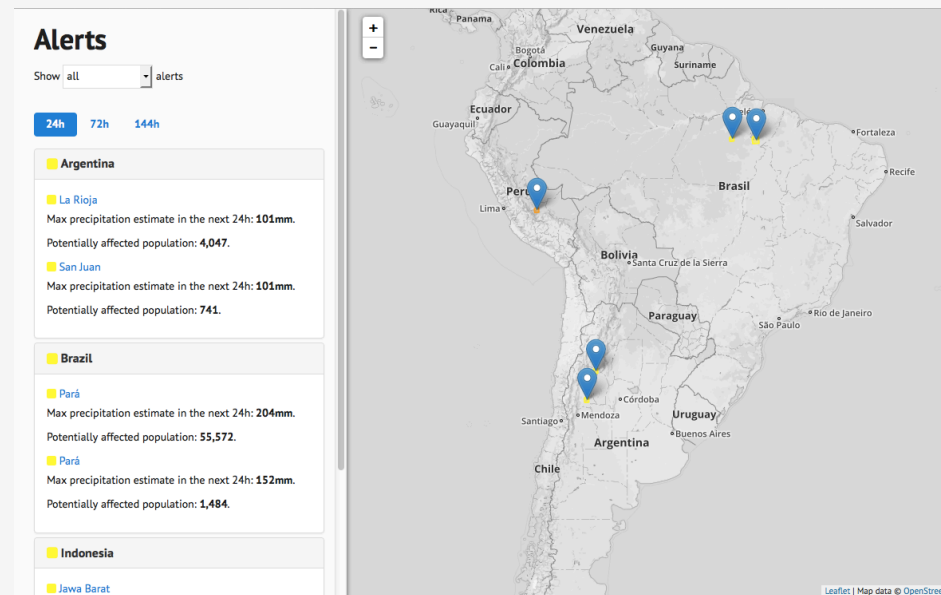 Alerts
Show all alerts
24h 72h 144h
Argentina
La Rioja
Max precipitation estimate in the next 24h: 101mm.
Potentially affected population: 4,047.
San Juan
Max precipitation estimate in the next 24h: 101mm.
Potentially affected population: 741.
Brazil
Pará
Max precipitation estimate in the next 24h: 204mm.
Potentially affected population: 55,572.
Pará
Max precipitation estimate in the next 24h: 152mm.
Potentially affected population: 1,484.
Indonesia
Jawa Barat
+
−
Panama
Venezuela
Bogotá
Guyana
Cali
Colombia
Suriname
Ecuador
Guayaquil
Fortaleza
Recife
Brasil
Lima
Salvador
Bolivia
Santa Cruz de la Sierra
Paraguay
Rio de Janeiro
São Paulo
Córdoba
Mendoza
Uruguay
Santiago
Buenos Aires
Argentina
Chile
Leaflet | Map data ©